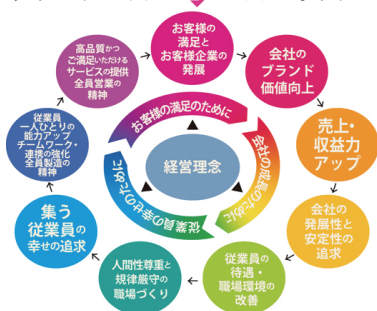 お客様の
満足と
お客様企業の
発展
会社の
ブランド
価値向上
売上・
収益力
アップ
会社の
発展性と
安定性の
追求
従業員の
待遇・
職場環境の
改善
人間性尊重と
規律厳守の
職場づくり
集う
従業員の
幸せの追求
従業員
一人ひとりの
能力アップ
チームワーク・
連携の強化
全員製造の
精神
高品質かつ
ご満足いただける
サービスの提供
全員営業の
精神
お客様の満足のために
会社の成長のために
従業員の幸せのために
経営理念